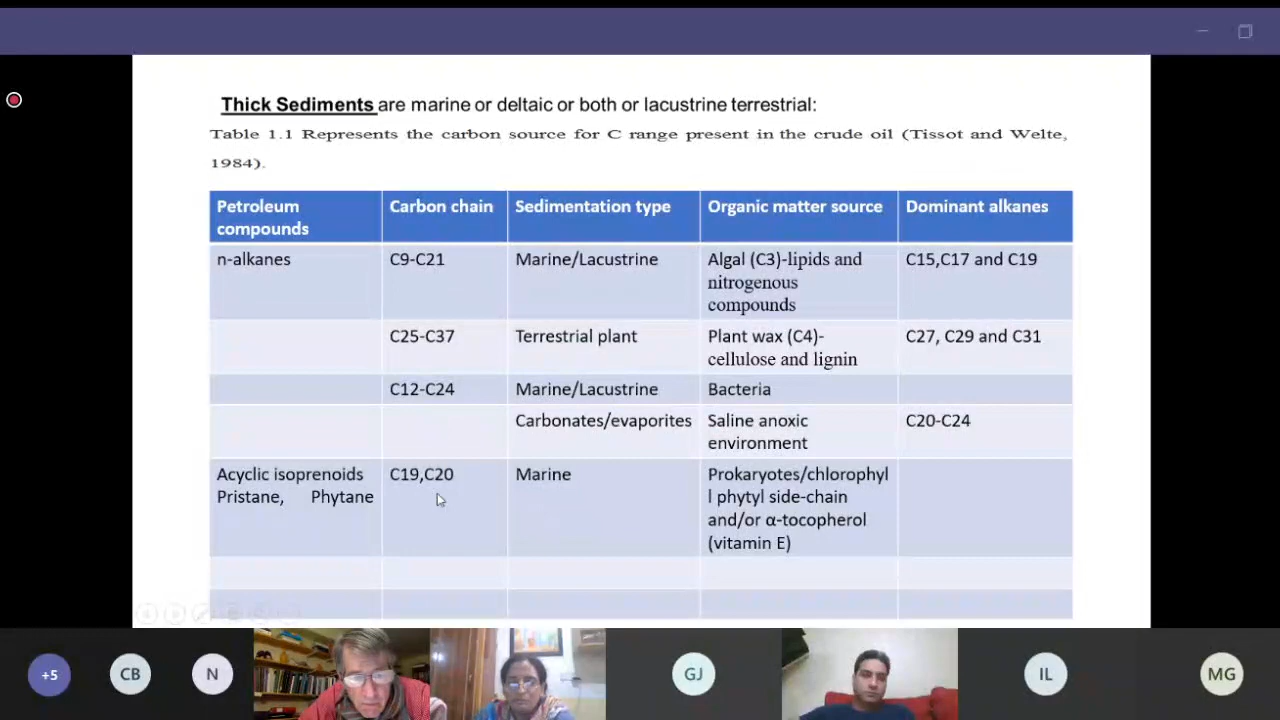 Thick Sediments are marine or deltaic or both or lacustrine terrestrial:
Table 1.1 Represents the carbon source for C range present in the crude oil (Tissot and Welte,
1984).
Petroleum compounds Carbon chain Sedimentation type Organic matter source Dominant alkanes
n-alkanes C9-C21 Marine/Lacustrine Algal (C3)-lipids and nitrogenous compounds C15,C17 and C19
C25-C37 Terrestrial plant Plant wax (C4)-cellulose and lignin C27, C29 and C31
C12-C24 Marine/Lacustrine Bacteria
Carbonates/evaporites Saline anoxic environment C20-C24
Acyclic isoprenoids Pristane, Phytane C19,C20 Marine Prokaryotes/chlorophyl l phytyl side-chain and/or α-tocopherol (vitamin E)
+5 CB N GJ IL MG